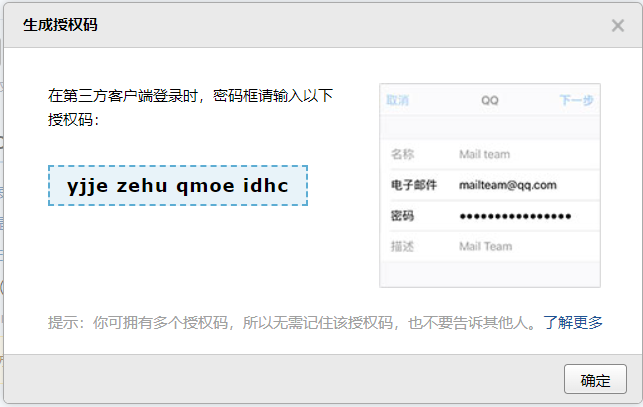 生成授权码
在第三方客户端登录时，密码框请输入以下
授权码：
yjje zehu qmoe idhc
取消 QQ 下一步
名称 Mail team
电子邮件 mailteam@qq.com
密码 ●●●●●●●●●●●●●●●●
描述 Mail Team
提示：你可拥有多个授权码，所以无需记住该授权码，也不要告诉其他人。了解更多
确定